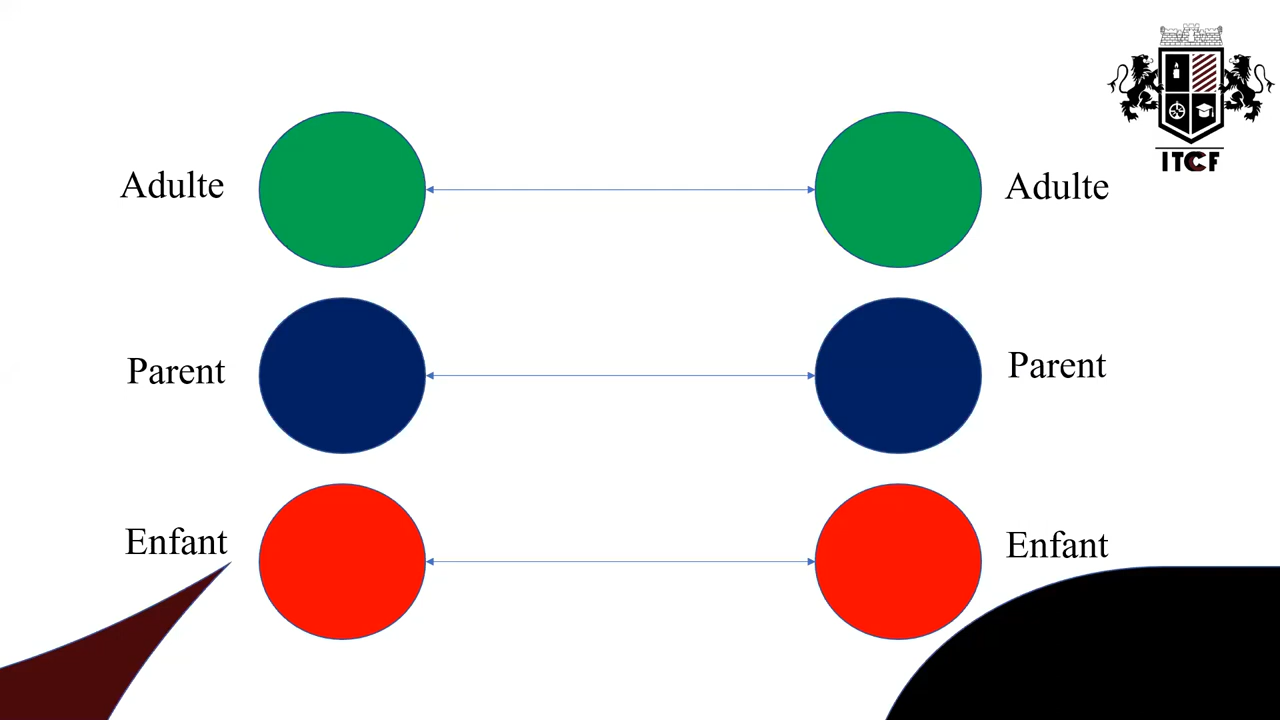 ITCF
Adulte
Adulte
Parent
Parent
Enfant
Enfant